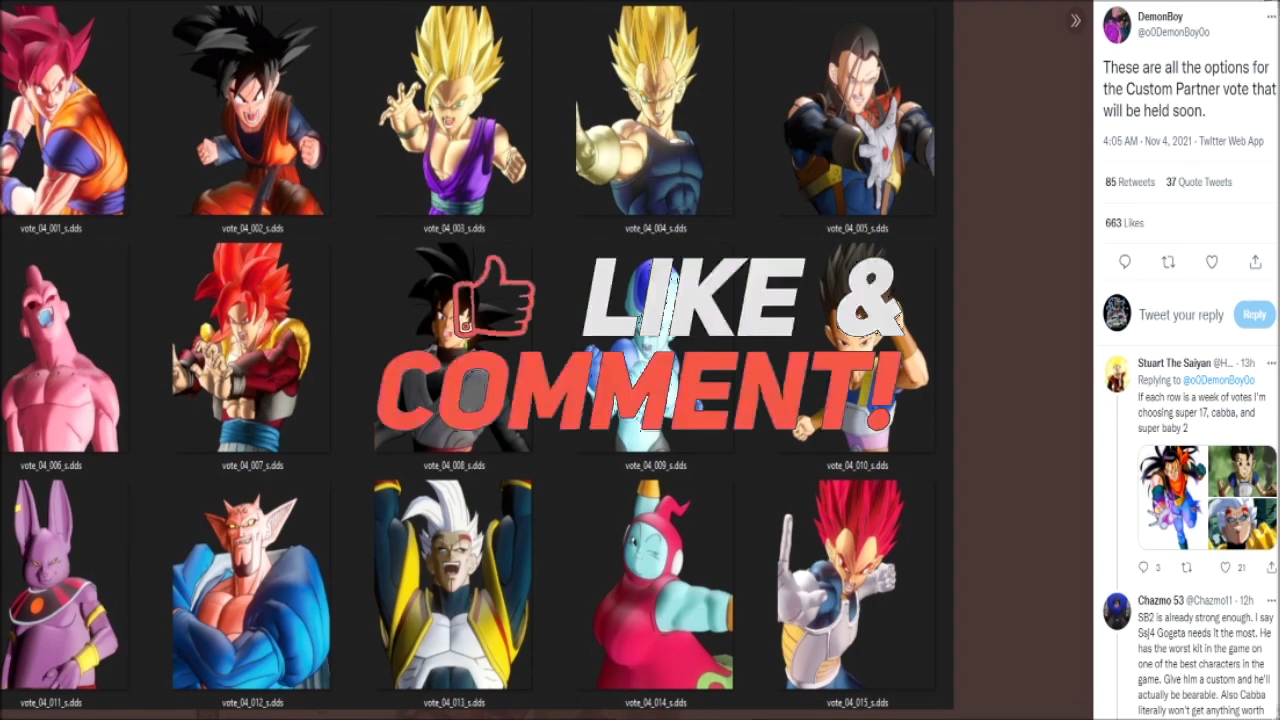 vote_04_001_s.dds
vote_04_002_s.dds
vote_04_003_s.dds
vote_04_004_s.dds
vote_04_005_s.dds
LIKE &
COMMENT!
vote_04_006_s.dds
vote_04_007_s.dds
vote_04_008_s.dds
vote_04_009_s.dds
vote_04_010_s.dds
vote_04_011_s.dds
vote_04_012_s.dds
vote_04_013_s.dds
vote_04_014_s.dds
vote_04_015_s.dds
DemonBoy
@o0DemonBoy0o
These are all the options for
the Custom Partner vote that
will be held soon.
4:05 AM · Nov 4, 2021 · Twitter Web App
85 Retweets 37 Quote Tweets
663 Likes
Tweet your reply
Reply
Stuart The Saiyan @H... · 13h
Replying to @o0DemonBoy0o
If each row is a week of votes I'm
choosing super 17, cabba, and
super baby 2
3 21
Chazmo 53 @Chazmo11 · 12h
SB2 is already strong enough. I say
Ssj4 Gogeta needs it the most. He
has the worst kit in the game on
one of the best characters in the
game. Give him a custom and he'll
actually be bearable. Also Cabba
literally won't get anything worth